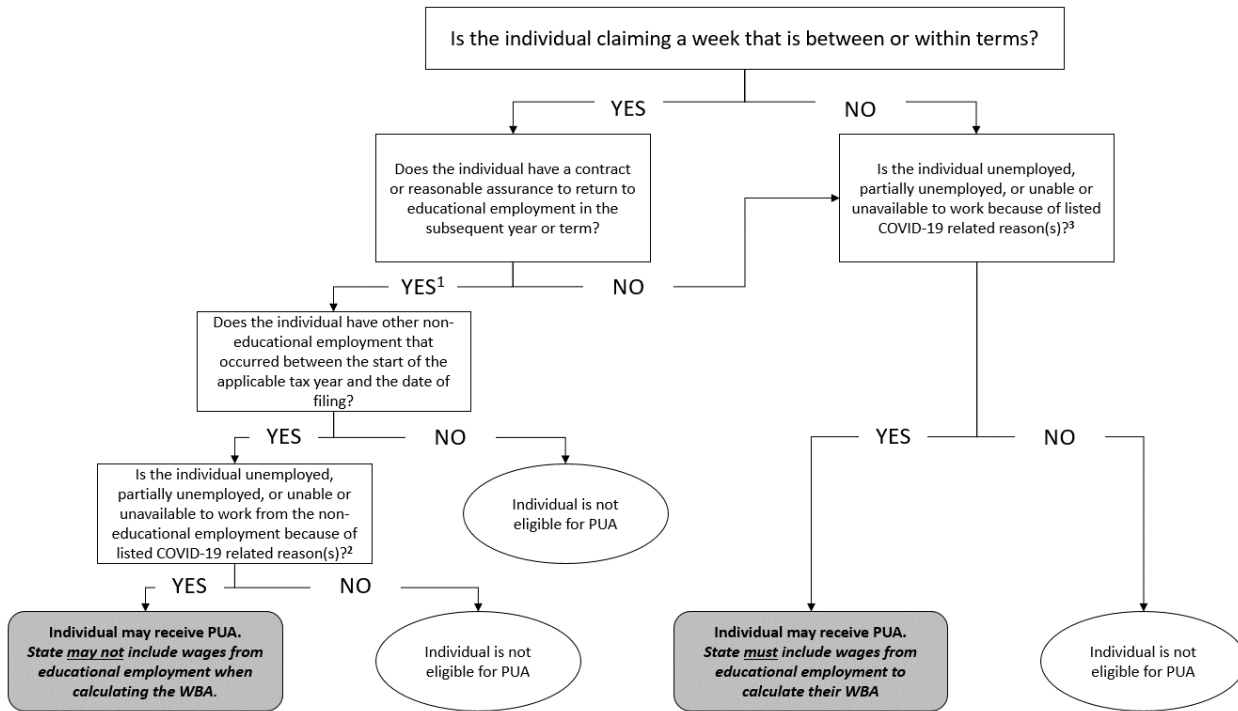 Is the individual claiming a week that is between or within terms?
YES
NO
Does the individual have a contract
or reasonable assurance to return to
educational employment in the
subsequent year or term?
Is the individual unemployed,
partially unemployed, or unable or
unavailable to work because of listed
COVID-19 related reason(s)?³
YES¹
NO
Does the individual have other non-
educational employment that
occurred between the start of the
applicable tax year and the date of
filing?
YES
NO
YES
NO
Is the individual unemployed,
partially unemployed, or unable or
unavailable to work from the non-
educational employment because of
listed COVID-19 related reason(s)?²
Individual is not
eligible for PUA
YES
NO
Individual may receive PUA.
State may not include wages from
educational employment when
calculating the WBA.
Individual is not
eligible for PUA
Individual may receive PUA.
State must include wages from
educational employment to
calculate their WBA
Individual is not
eligible for PUA